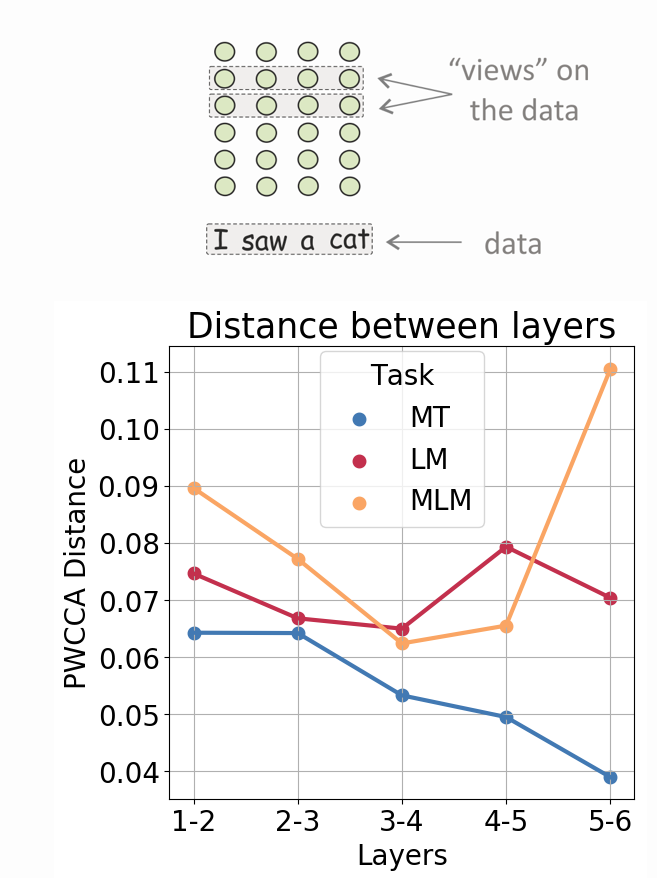 “views” on
the data
I saw a cat
data
Distance between layers
Task
MT
LM
MLM
PWCCA Distance
0.11
0.10
0.09
0.08
0.07
0.06
0.05
0.04
1-2 2-3 3-4 4-5 5-6
Layers